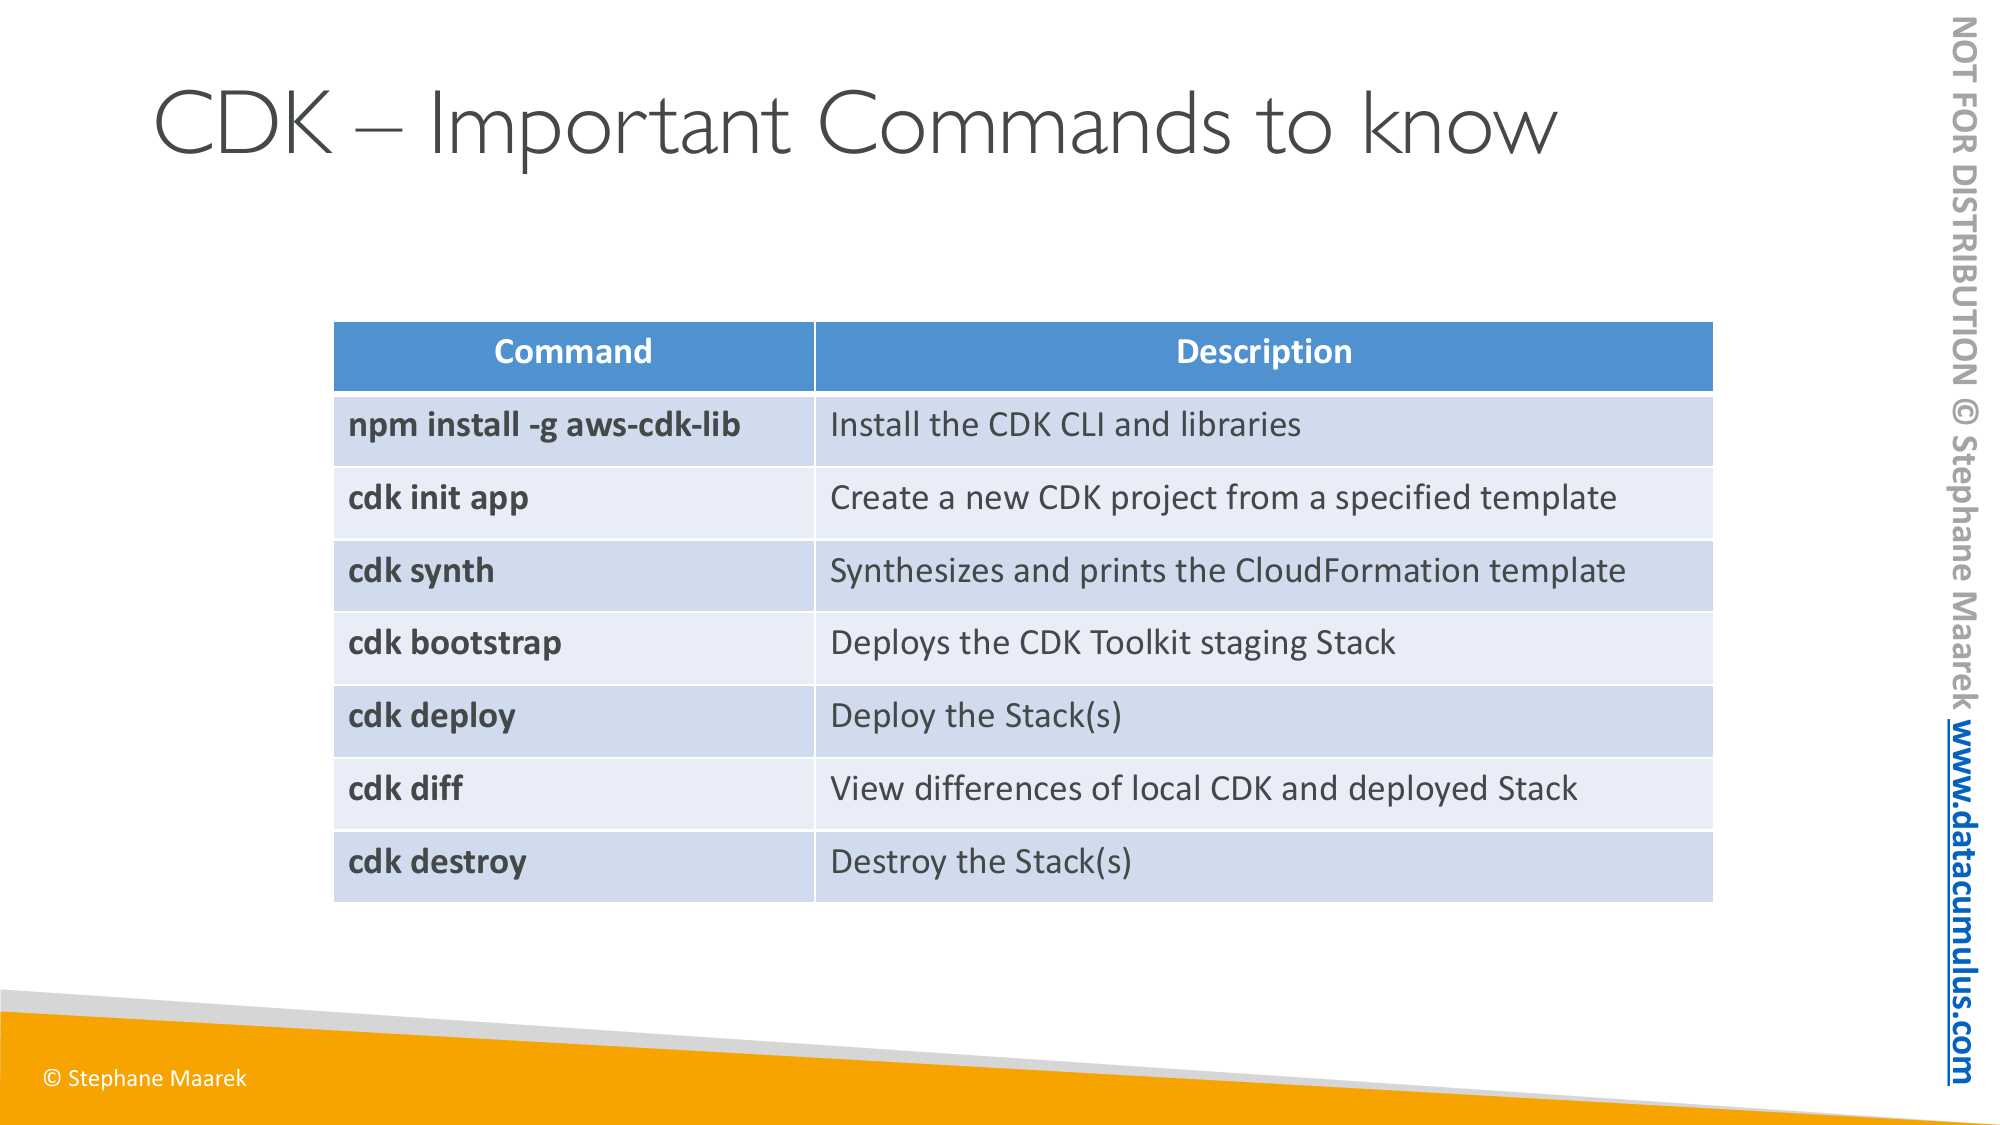 CDK – Important Commands to know
Command Description
npm install -g aws-cdk-lib Install the CDK CLI and libraries
cdk init app Create a new CDK project from a specified template
cdk synth Synthesizes and prints the CloudFormation template
cdk bootstrap Deploys the CDK Toolkit staging Stack
cdk deploy Deploy the Stack(s)
cdk diff View differences of local CDK and deployed Stack
cdk destroy Destroy the Stack(s)
© Stephane Maarek
NOT FOR DISTRIBUTION © Stephane Maarek www.datacumulus.com